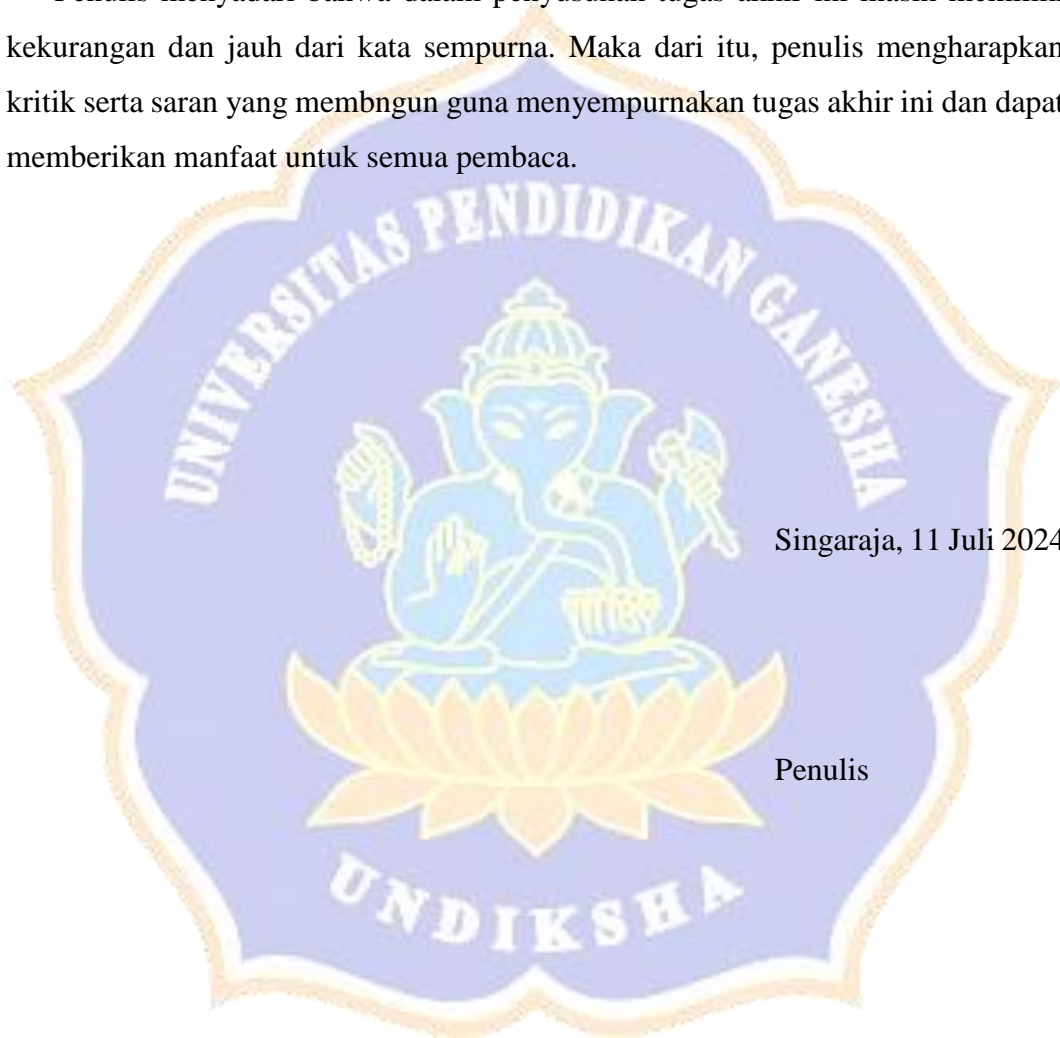 Penulis menyadari bahwa dalam penyusunan tugas akhir ini masih memiliki
kekurangan dan jauh dari kata sempurna. Maka dari itu, penulis mengharapkan
kritik serta saran yang membngun guna menyempurnakan tugas akhir ini dan dapat
memberikan manfaat untuk semua pembaca.
UNIVERSITAS PENDIDIKAN GANESHA
Singaraja, 11 Juli 2024
Penulis
UNDIKSHA